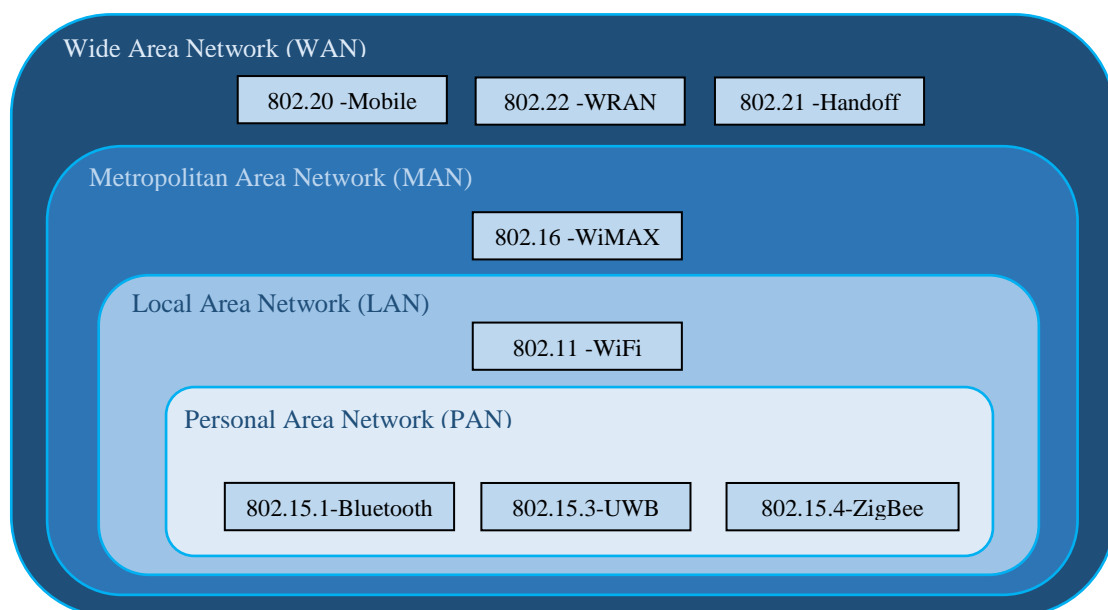 Wide Area Network (WAN)
802.20 -Mobile
802.22 -WRAN
802.21 -Handoff
Metropolitan Area Network (MAN)
802.16 -WiMAX
Local Area Network (LAN)
802.11 -WiFi
Personal Area Network (PAN)
802.15.1-Bluetooth
802.15.3-UWB
802.15.4-ZigBee